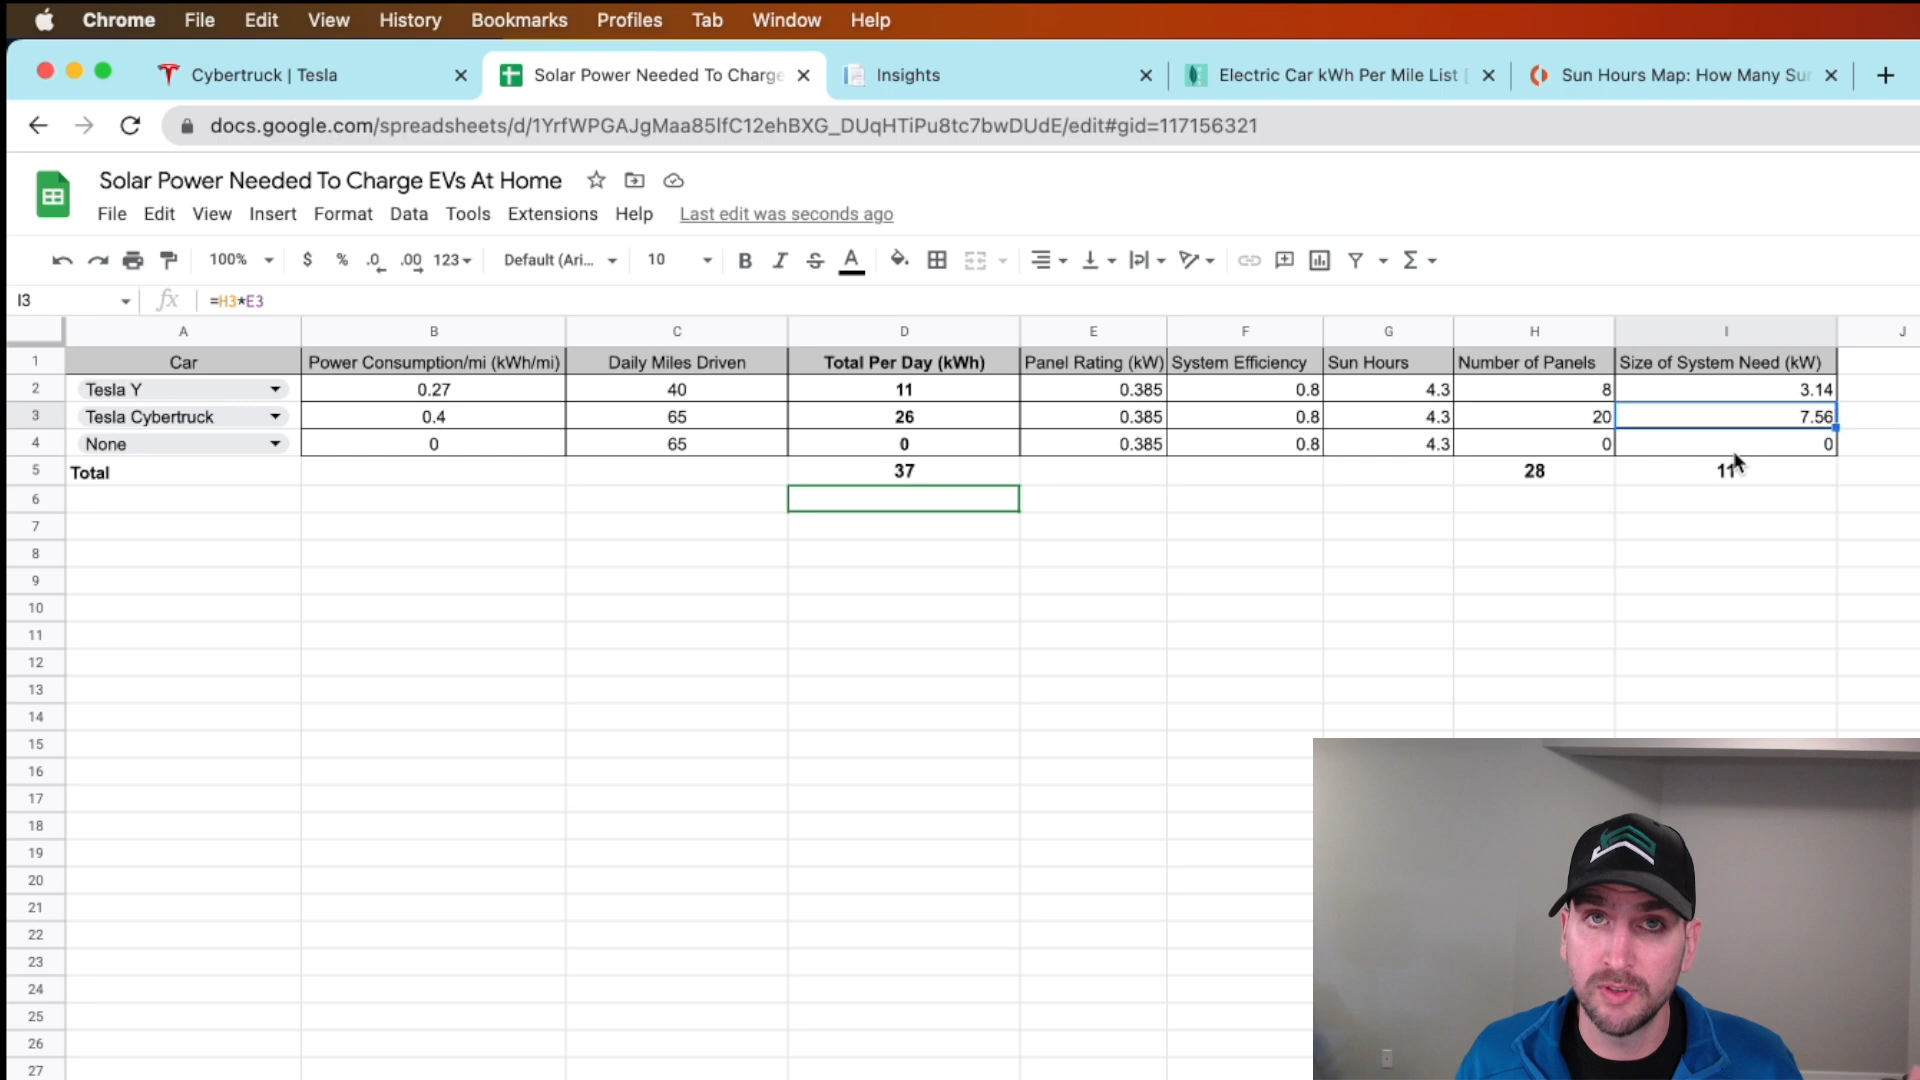 Chrome File Edit View History Bookmarks Profiles Tab Window Help
Cybertruck | Tesla Solar Power Needed To Charge Insights Electric Car kWh Per Mile List Sun Hours Map: How Many Sun
docs.google.com/spreadsheets/d/1YrfWPGAJgMaa85lfC12ehBXG_DUqHTiPu8tc7bwDUdE/edit#gid=117156321
Solar Power Needed To Charge EVs At Home
File Edit View Insert Format Data Tools Extensions Help Last edit was seconds ago
100% $ % .0 .00 123 Default (Ari... 10 B I S A Σ
I3 fx =H3*E3
A B C D E F G H I J
1 Car Power Consumption/mi (kWh/mi) Daily Miles Driven Total Per Day (kWh) Panel Rating (kW) System Efficiency Sun Hours Number of Panels Size of System Need (kW)
2 Tesla Y 0.27 40 11 0.385 0.8 4.3 8 3.14
3 Tesla Cybertruck 0.4 65 26 0.385 0.8 4.3 20 7.56
4 None 0 65 0 0.385 0.8 4.3 0 0
5 Total 37 28 11
6
7
8
9
10
11
12
13
14
15
16
17
18
19
20
21
22
23
24
25
26
27